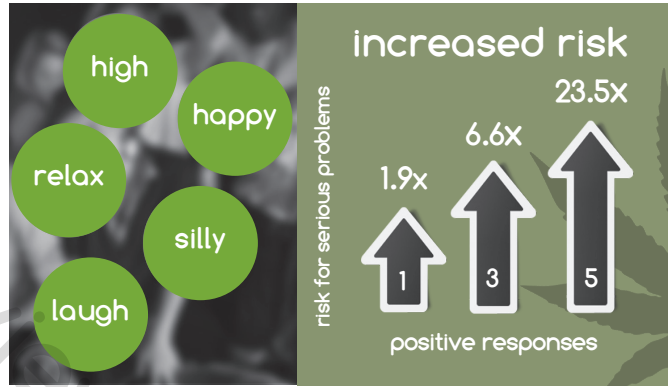 high
happy
relax
silly
laugh
increased risk
risk for serious problems
1.9x
6.6x
23.5x
1
3
5
positive responses